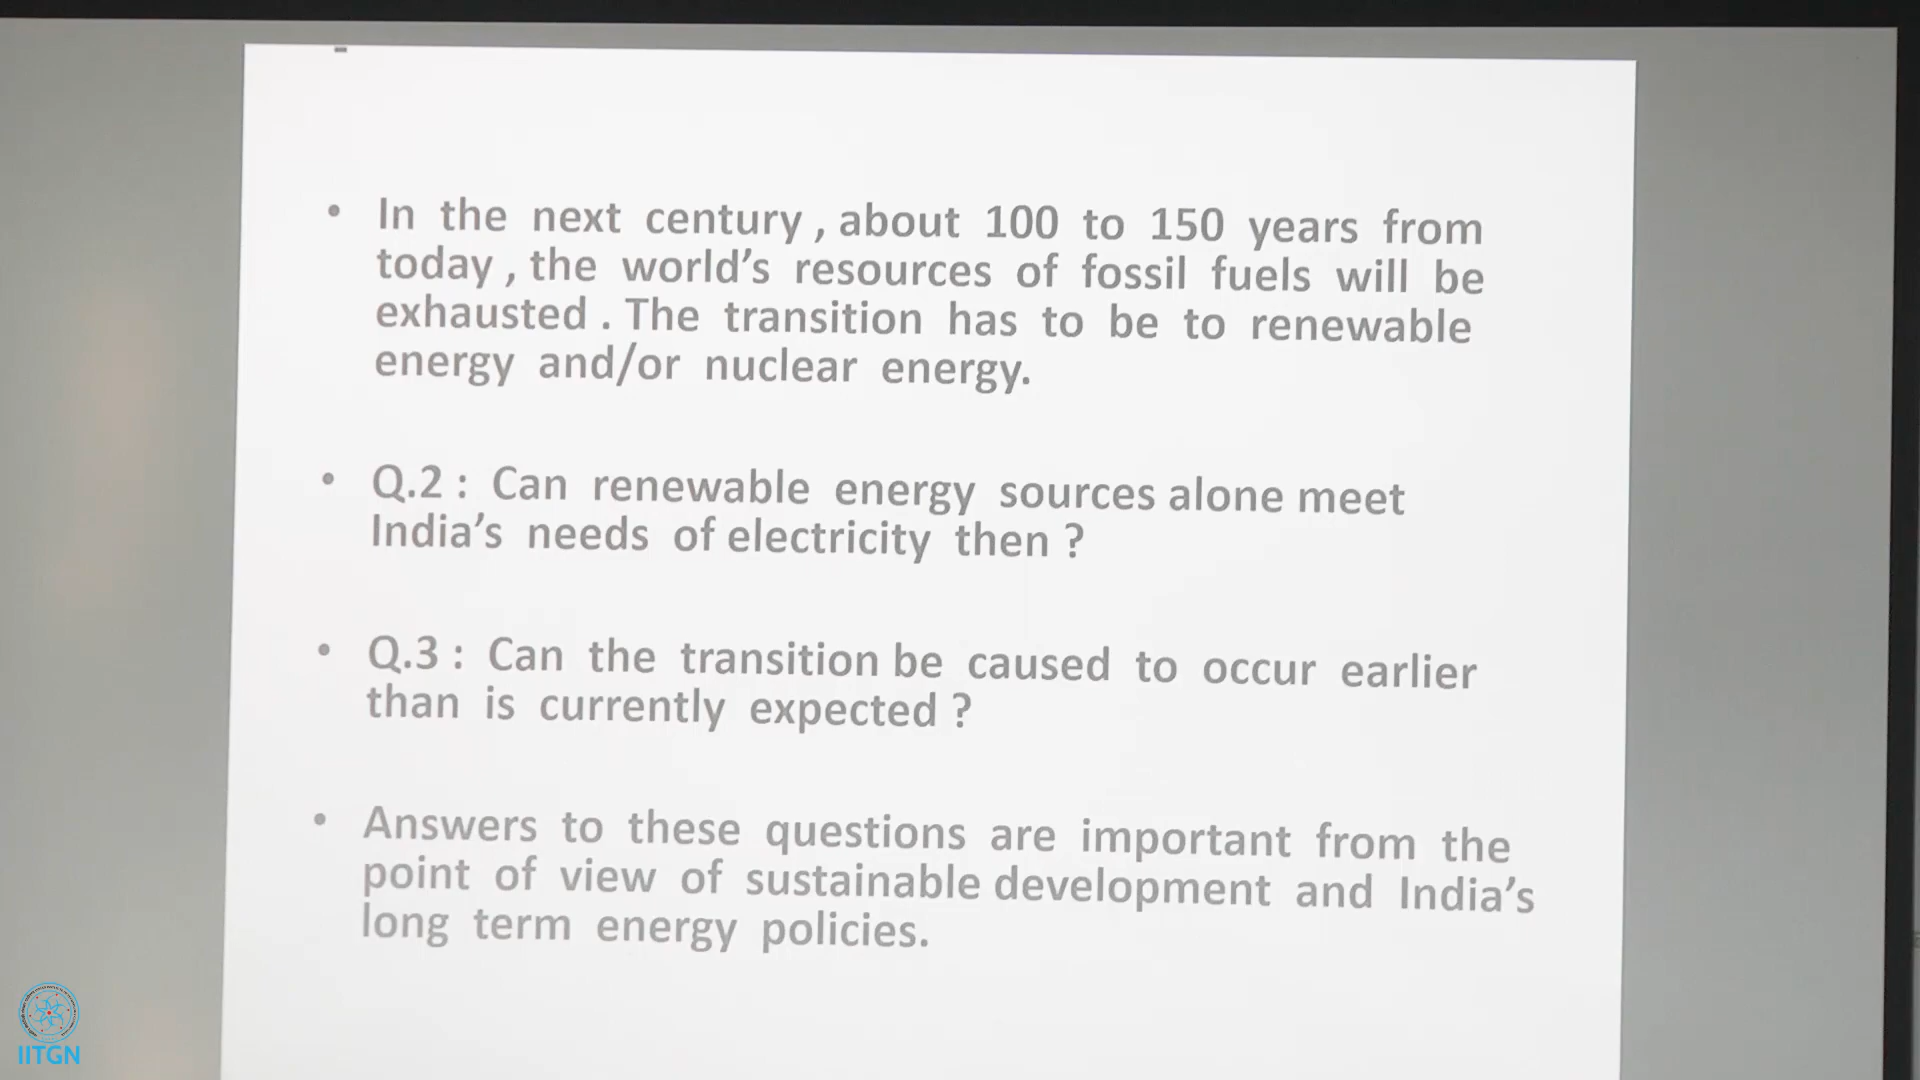 • In the next century , about 100 to 150 years from
today , the world's resources of fossil fuels will be
exhausted . The transition has to be to renewable
energy and/or nuclear energy.
• Q.2 : Can renewable energy sources alone meet
India's needs of electricity then ?
• Q.3 : Can the transition be caused to occur earlier
than is currently expected ?
• Answers to these questions are important from the
point of view of sustainable development and India's
long term energy policies.
IITGN